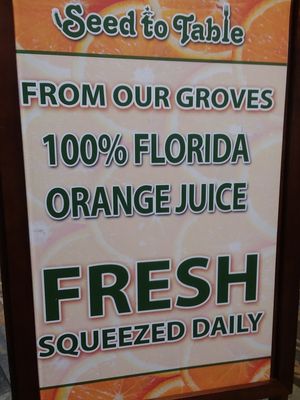 Seed to Table
FROM OUR GROVES
100% FLORIDA
ORANGE JUICE
FRESH
SQUEEZED DAILY